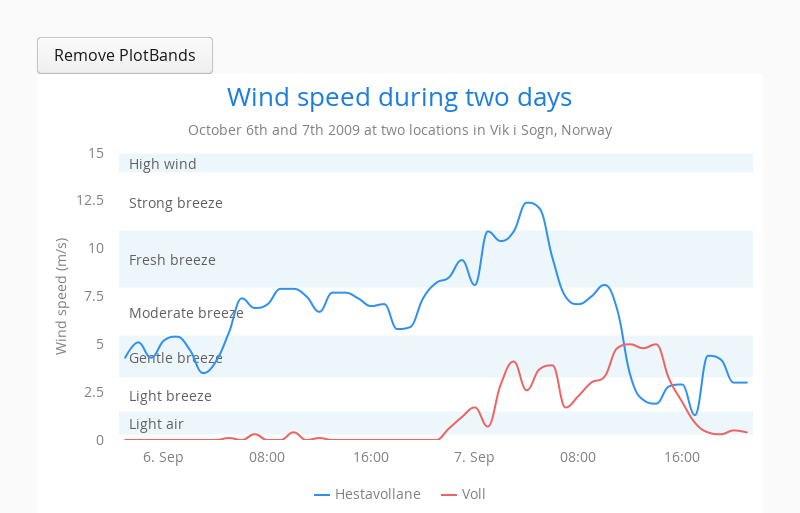 Remove PlotBands
Wind speed during two days
October 6th and 7th 2009 at two locations in Vik i Sogn, Norway
Wind speed (m/s)
15
12.5
10
7.5
5
2.5
0
High wind
Strong breeze
Fresh breeze
Moderate breeze
Gentle breeze
Light breeze
Light air
6. Sep
08:00
16:00
7. Sep
08:00
16:00
Hestavollane
Voll